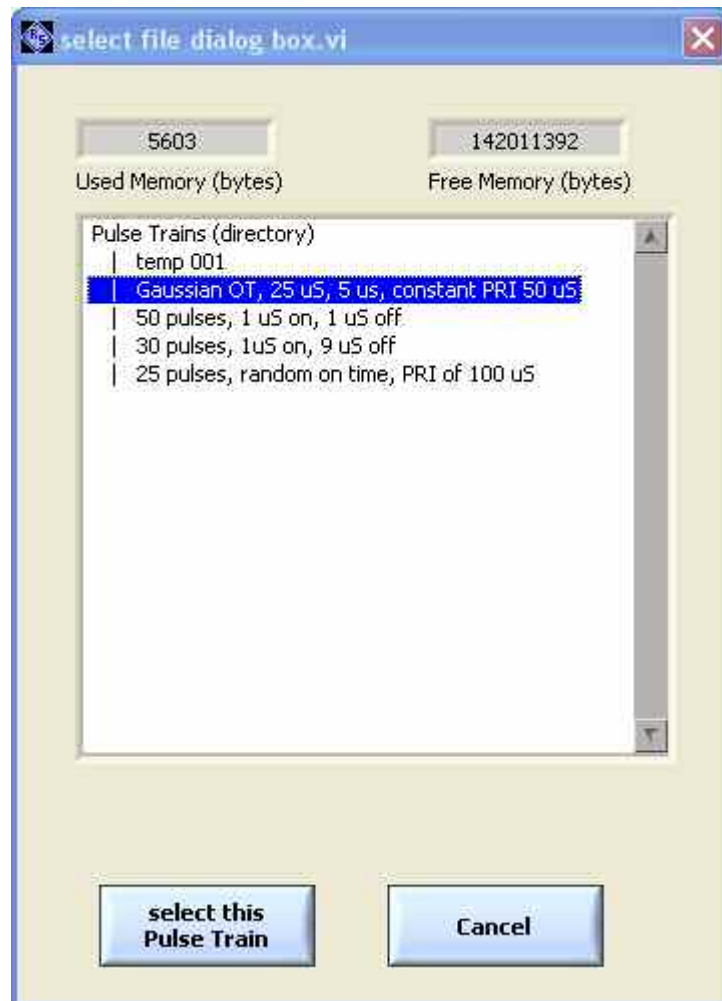 select file dialog box.vi
5603
142011392
Used Memory (bytes)
Free Memory (bytes)
Pulse Trains (directory)
| temp 001
| Gaussian OT, 25 uS, 5 us, constant PRI 50 uS
| 50 pulses, 1 uS on, 1 uS off
| 30 pulses, 1uS on, 9 uS off
| 25 pulses, random on time, PRI of 100 uS
select this
Pulse Train
Cancel